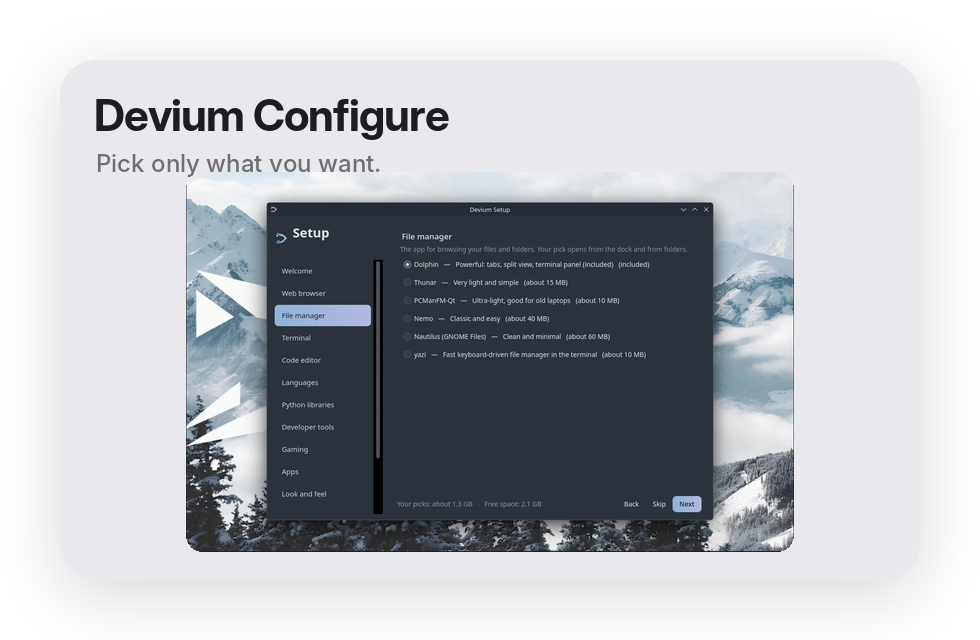 Devium Configure
Pick only what you want.
Devium Setup
Setup
File manager
The app for browsing your files and folders. Your pick opens from the dock and from folders.
Welcome
Web browser
File manager
Terminal
Code editor
Languages
Python libraries
Developer tools
Gaming
Apps
Look and feel
Dolphin — Powerful: tabs, split view, terminal panel (included) (included)
Thunar — Very light and simple (about 15 MB)
PCManFM-Qt — Ultra-light, good for old laptops (about 10 MB)
Nemo — Classic and easy (about 40 MB)
Nautilus (GNOME Files) — Clean and minimal (about 60 MB)
yazi — Fast keyboard-driven file manager in the terminal (about 10 MB)
Your picks: about 1.3 GB · Free space: 2.1 GB
Back Skip Next